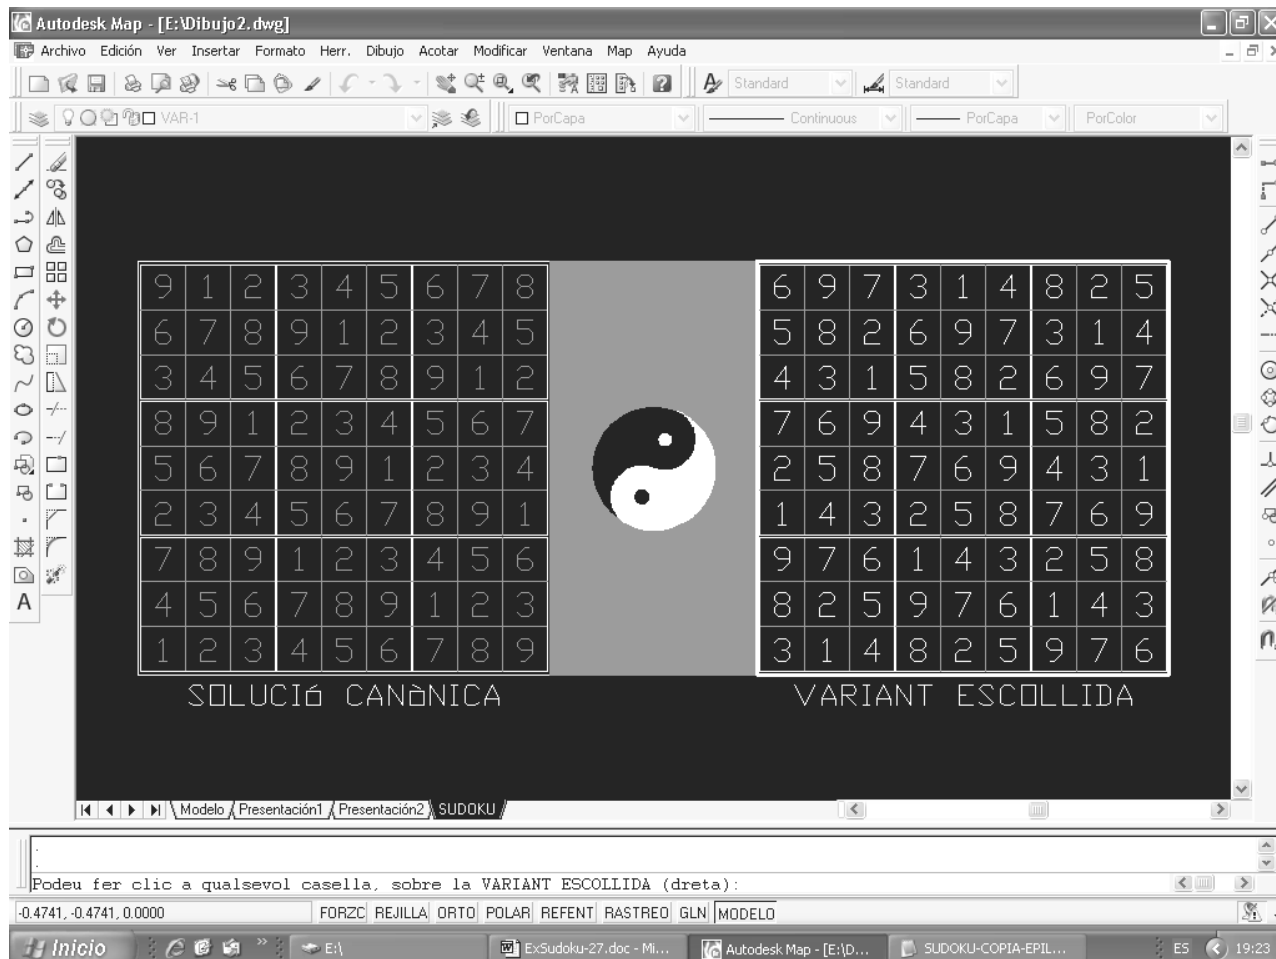 Autodesk Map - [E:\Dibujo2.dwg]
Archivo Edición Ver Insertar Formato Herr. Dibujo Acotar Modificar Ventana Map Ayuda
Standard Standard
VAR-1 PorCapa Continuous PorCapa PorColor
9 1 2 3 4 5 6 7 8 6 9 7 3 1 4 8 2 5
6 7 8 9 1 2 3 4 5 5 8 2 6 9 7 3 1 4
3 4 5 6 7 8 9 1 2 4 3 1 5 8 2 6 9 7
8 9 1 2 3 4 5 6 7 7 6 9 4 3 1 5 8 2
5 6 7 8 9 1 2 3 4 2 5 8 7 6 9 4 3 1
2 3 4 5 6 7 8 9 1 1 4 3 2 5 8 7 6 9
7 8 9 1 2 3 4 5 6 9 7 6 1 4 3 2 5 8
4 5 6 7 8 9 1 2 3 8 2 5 9 7 6 1 4 3
1 2 3 4 5 6 7 8 9 3 1 4 8 2 5 9 7 6
SOLUCIó CANòNICA VARIANT ESCOLLIDA
Modelo Presentación1 Presentación2 SUDOKU
Podeu fer clic a qualsevol casella, sobre la VARIANT ESCOLLIDA (dreta):
-0.4741, -0.4741, 0.0000 FORZC REJILLA ORTO POLAR REFENT RASTREO GLN MODELO
Inicio E:\ ExSudoku-27.doc - Mi... Autodesk Map - [E:\D... SUDOKU-COPIA-EPIL... ES 19:23